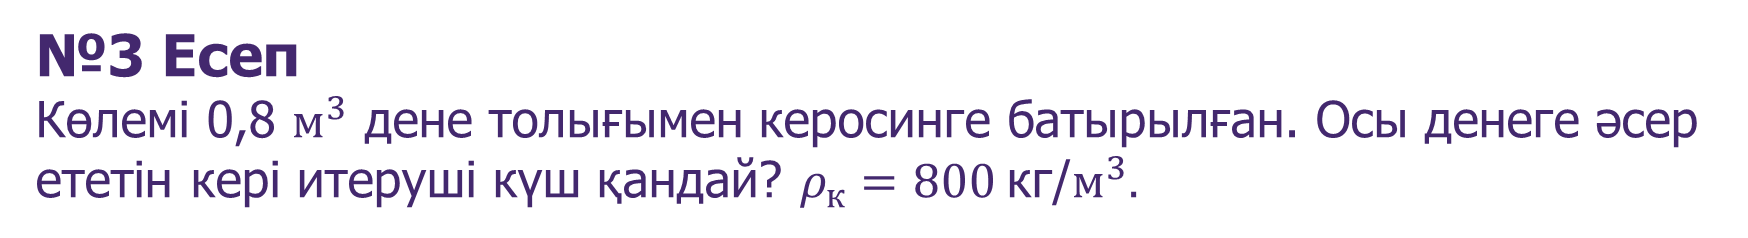 №3 Есеп
Көлемі 0,8 м³ дене толығымен керосинге батырылған. Осы денеге әсер
ететін кері итеруші күш қандай? ρк = 800 кг/м³.